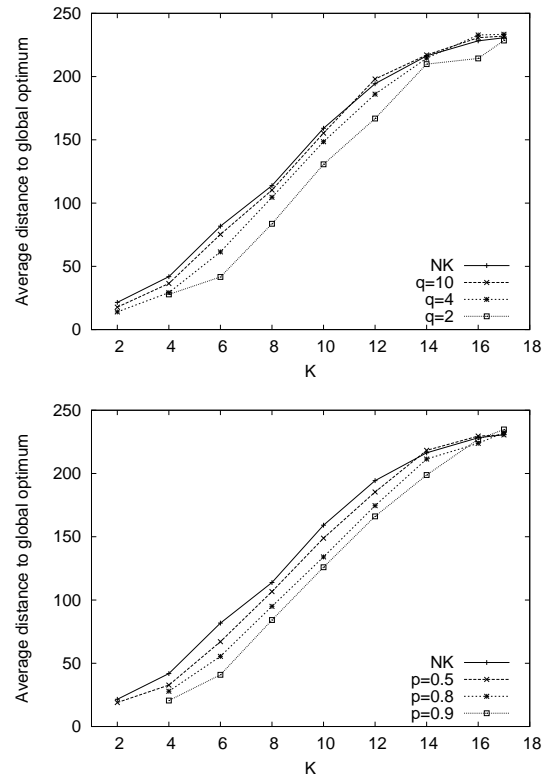 250
200
150
100
50
0
Average distance to global optimum
NK
q=10
q=4
q=2
2 4 6 8 10 12 14 16 18
K
250
200
150
100
50
0
Average distance to global optimum
NK
p=0.5
p=0.8
p=0.9
2 4 6 8 10 12 14 16 18
K